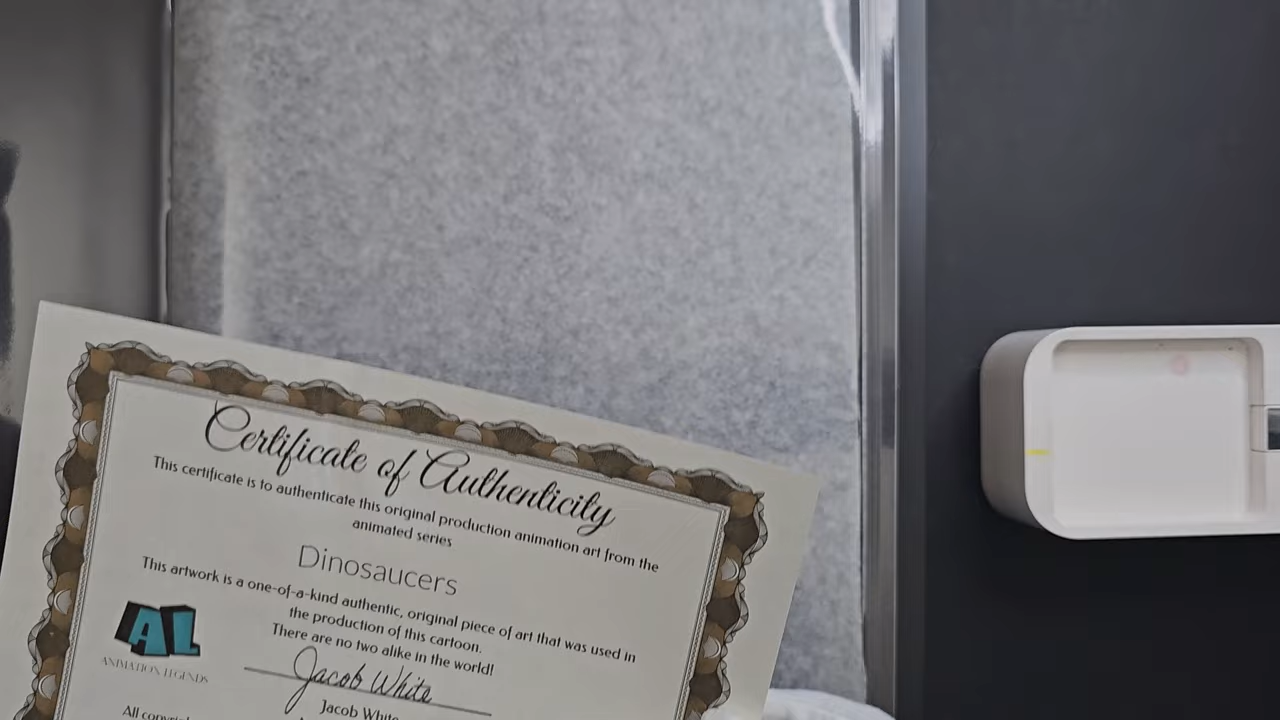 Certificate of Authenticity
This certificate is to authenticate this original production animation art from the
animated series
Dinosaucers
This artwork is a one-of-a-kind authentic, original piece of art that was used in
the production of this cartoon.
There are no two alike in the world!
AL
ANIMATION LEGENDS
Jacob White
Jacob White
All